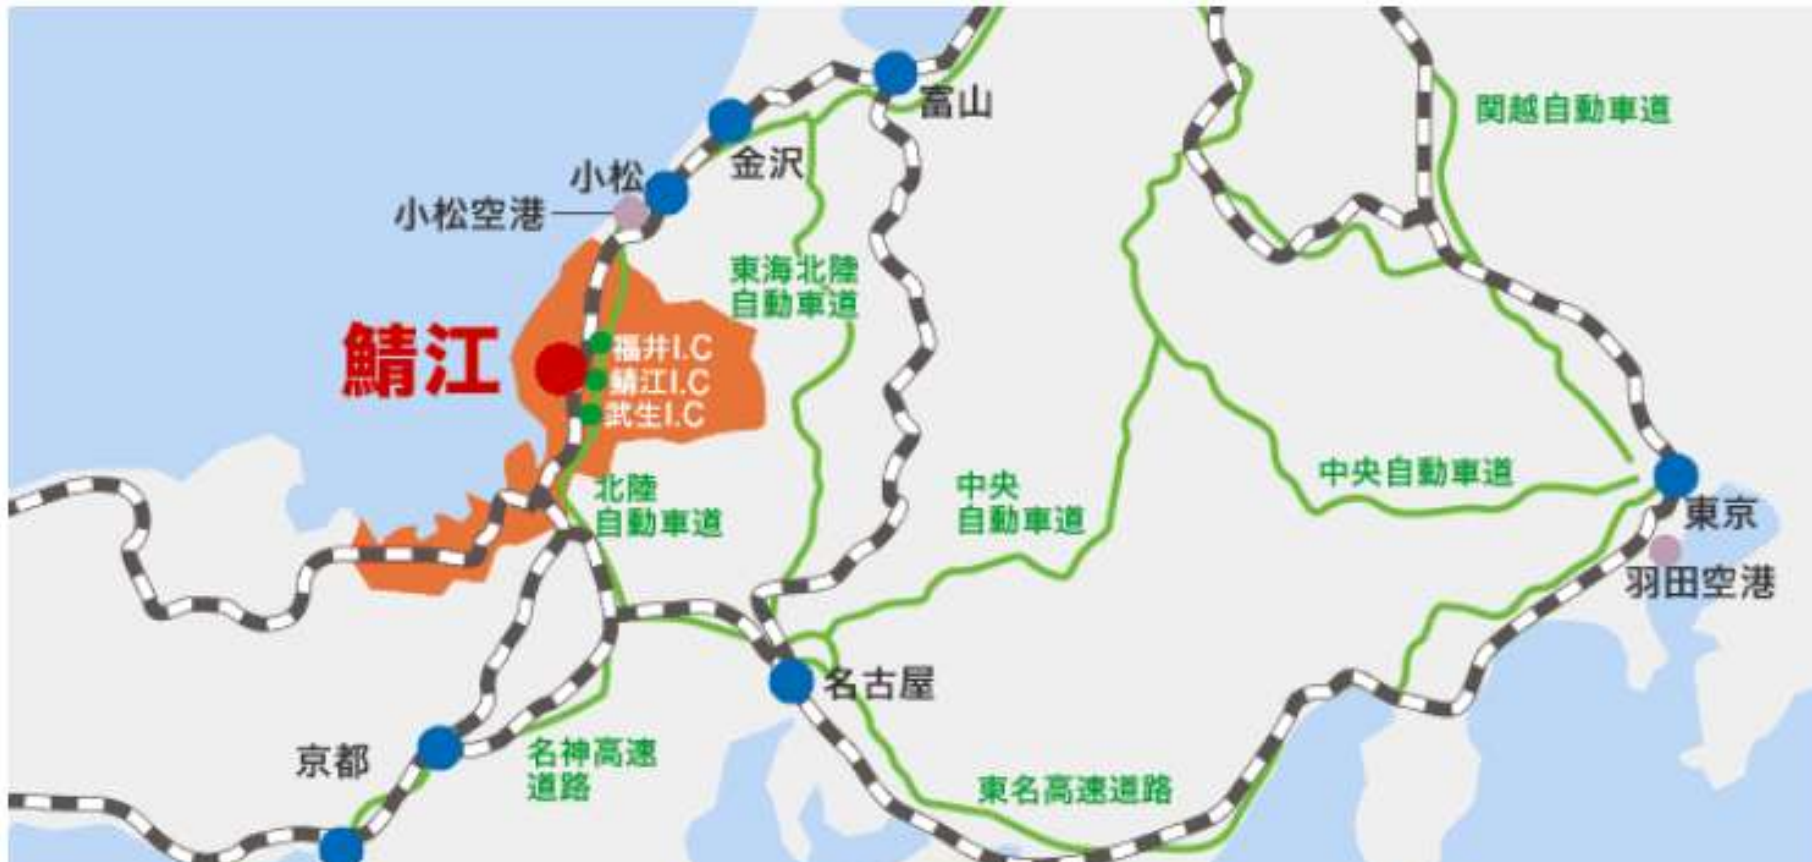 富山
関越自動車道
金沢
小松
小松空港
東海北陸
自動車道
鯖江
福井I.C
鯖江I.C
武生I.C
北陸
自動車道
中央
自動車道
中央自動車道
東京
羽田空港
名古屋
京都
名神高速
道路
東名高速道路